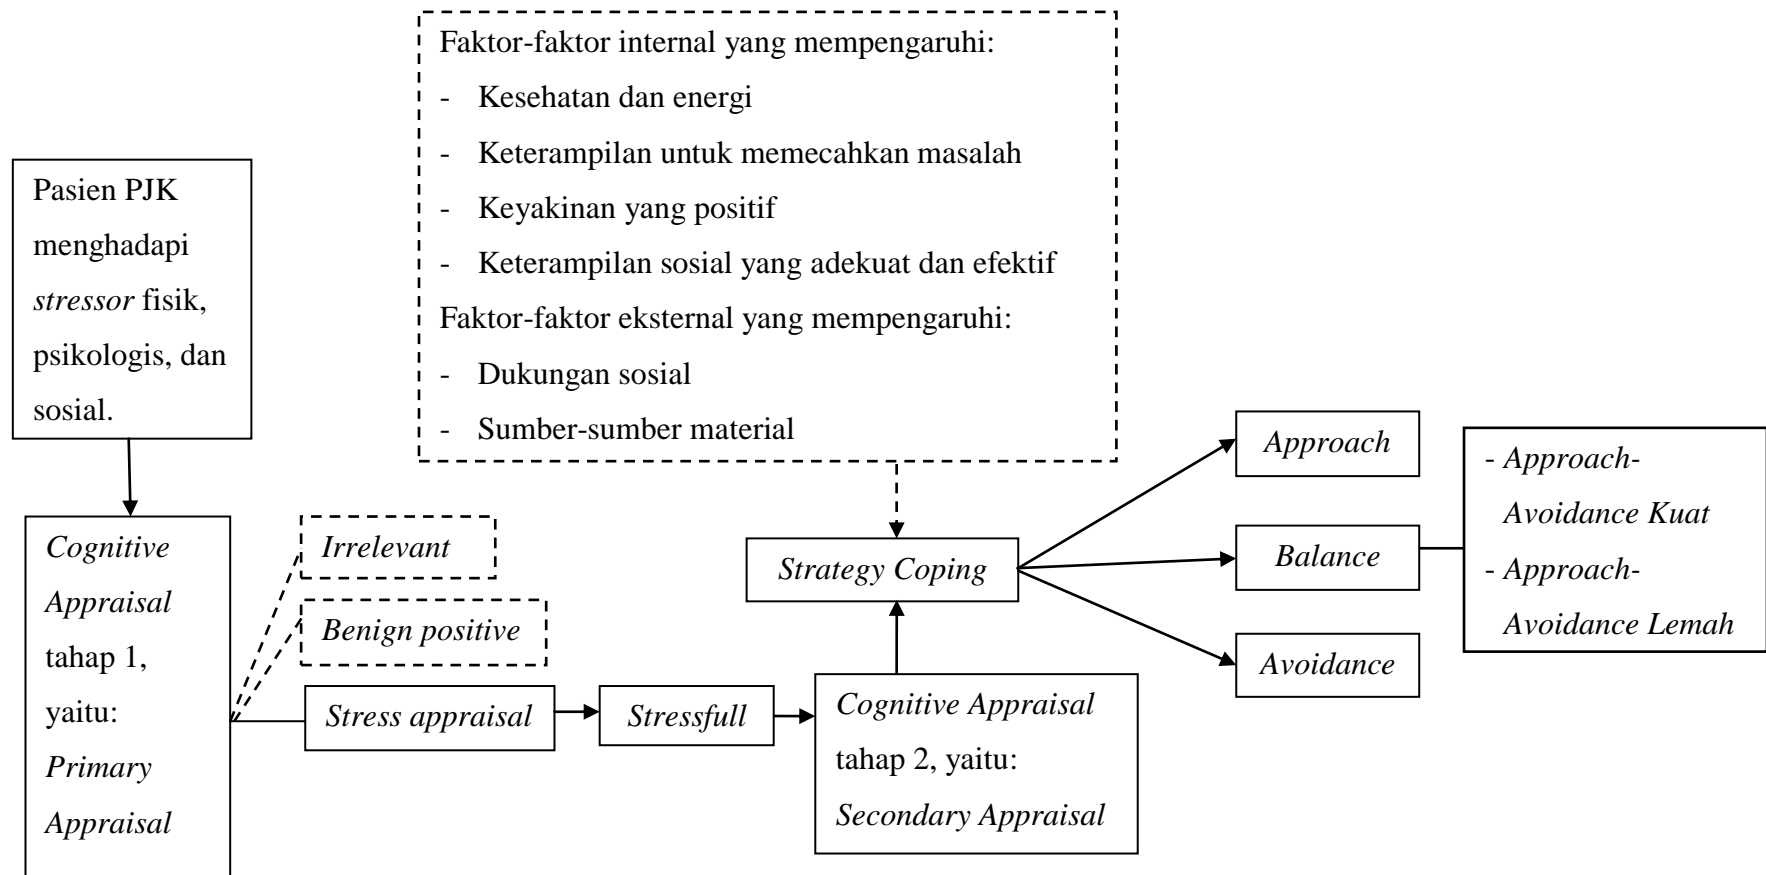 Faktor-faktor internal yang mempengaruhi:
- Kesehatan dan energi
- Keterampilan untuk memecahkan masalah
- Keyakinan yang positif
- Keterampilan sosial yang adekuat dan efektif
Faktor-faktor eksternal yang mempengaruhi:
- Dukungan sosial
- Sumber-sumber material
Pasien PJK
menghadapi
stressor fisik,
psikologis, dan
sosial.
Cognitive
Appraisal
tahap 1,
yaitu:
Primary
Appraisal
Irrelevant
Benign positive
Stress appraisal
Stressfull
Cognitive Appraisal
tahap 2, yaitu:
Secondary Appraisal
Strategy Coping
Approach
Balance
Avoidance
- Approach-
Avoidance Kuat
- Approach-
Avoidance Lemah